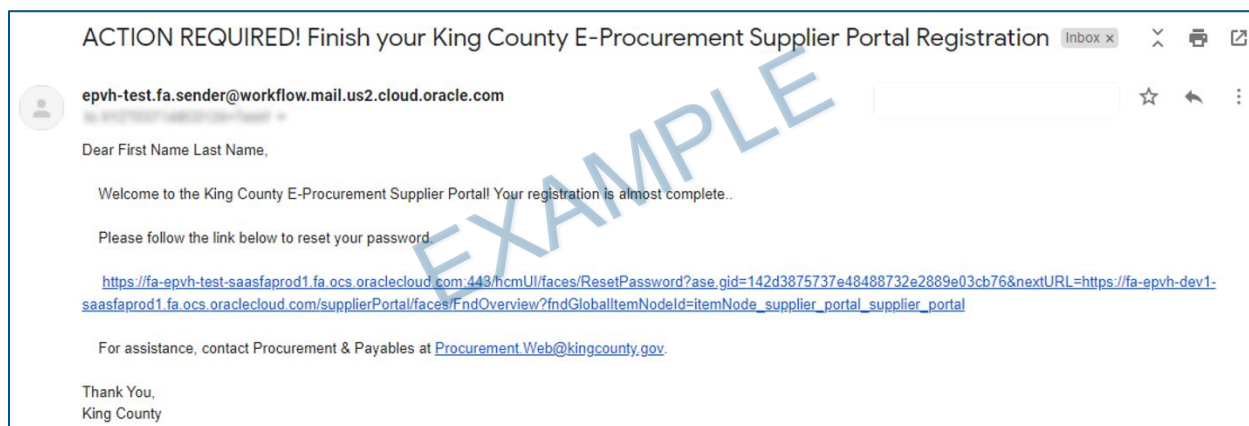 ACTION REQUIRED! Finish your King County E-Procurement Supplier Portal Registration Inbox ×
epvh-test.fa.sender@workflow.mail.us2.cloud.oracle.com
Dear First Name Last Name,
Welcome to the King County E-Procurement Supplier Portal! Your registration is almost complete..
Please follow the link below to reset your password.
https://fa-epvh-test-saasfaprod1.fa.ocs.oraclecloud.com:443/hcmUI/faces/ResetPassword?ase.gid=142d3875737e48488732e2889e03cb76&nextURL=https://fa-epvh-dev1-
saasfaprod1.fa.ocs.oraclecloud.com/supplierPortal/faces/FndOverview?fndGlobalItemNodeId=itemNode_supplier_portal_supplier_portal
For assistance, contact Procurement & Payables at Procurement.Web@kingcounty.gov.
Thank You,
King County
EXAMPLE